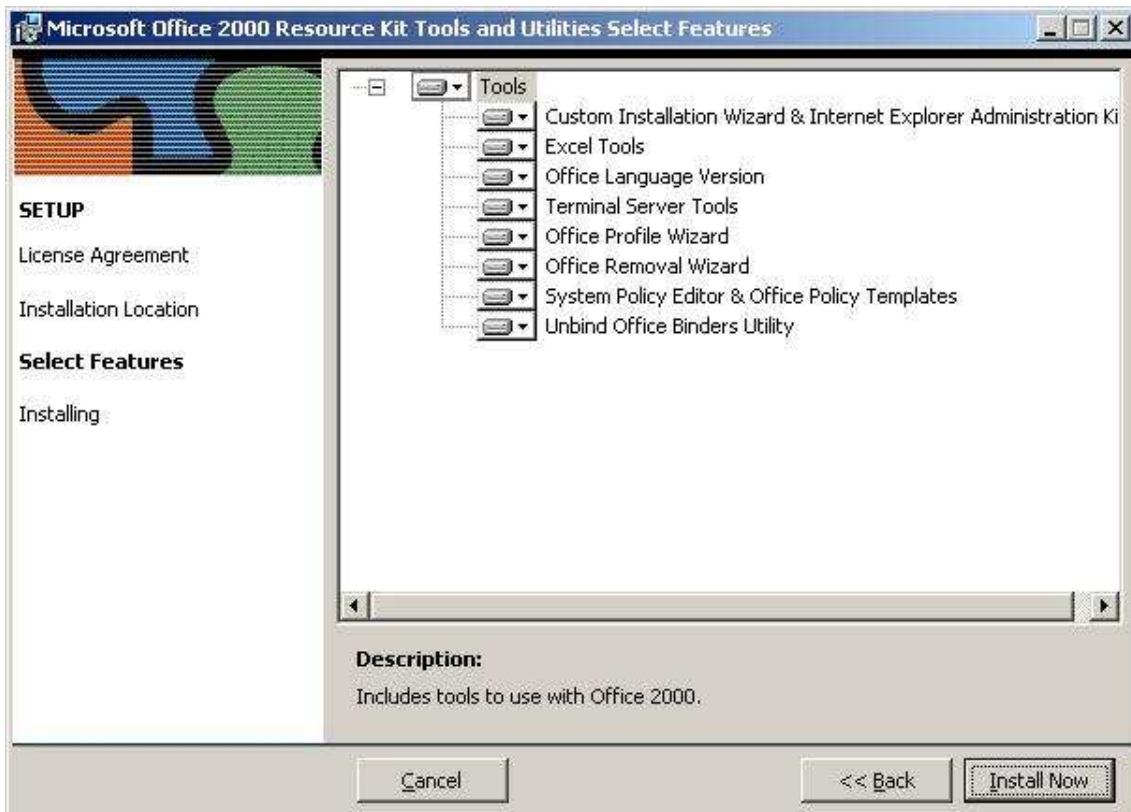 Microsoft Office 2000 Resource Kit Tools and Utilities Select Features
SETUP
License Agreement
Installation Location
Select Features
Installing
Tools
Custom Installation Wizard & Internet Explorer Administration Ki
Excel Tools
Office Language Version
Terminal Server Tools
Office Profile Wizard
Office Removal Wizard
System Policy Editor & Office Policy Templates
Unbind Office Binders Utility
Description:
Includes tools to use with Office 2000.
Cancel
<< Back
Install Now